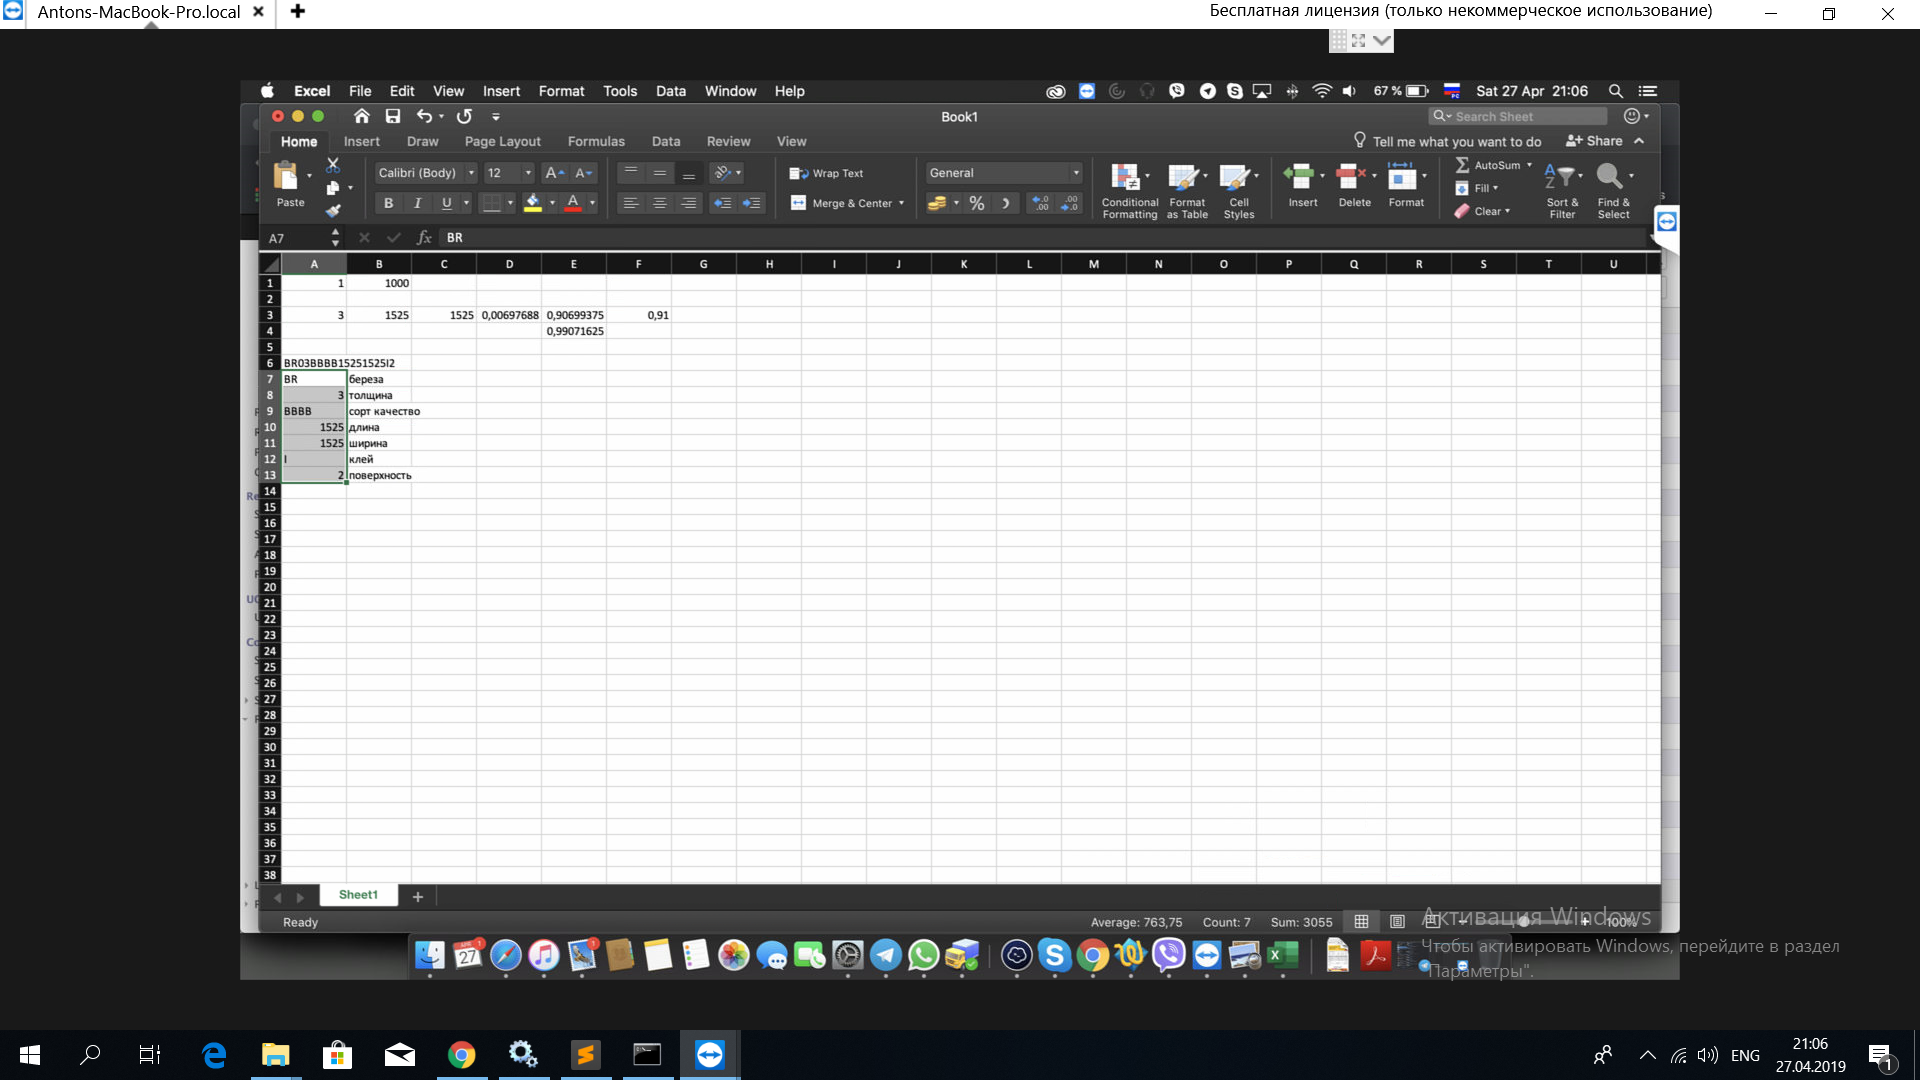 Antons-MacBook-Pro.local
Бесплатная лицензия (только некоммерческое использование)
Excel File Edit View Insert Format Tools Data Window Help
67 % Sat 27 Apr 21:06
Book1
Search Sheet
Home Insert Draw Page Layout Formulas Data Review View
Tell me what you want to do
Share
Paste
Calibri (Body) 12
B I U
Wrap Text
Merge & Center
General
Conditional Formatting
Format as Table
Cell Styles
Insert
Delete
Format
AutoSum
Fill
Clear
Sort & Filter
Find & Select
A7 fx BR
A B C D E F G H I J K L M N O P Q R S T U
1 1 1000
2
3 3 1525 1525 0,00697688 0,90699375 0,91
4 0,99071625
5
6 BR03BBBB15251525I2
7 BR береза
8 3 толщина
9 BBBB сорт качество
10 1525 длина
11 1525 ширина
12 I клей
13 2 поверхность
14
15
16
17
18
19
20
21
22
23
24
25
26
27
28
29
30
31
32
33
34
35
36
37
38
Sheet1
Ready
Average: 763,75 Count: 7 Sum: 3055
100%
Активация Windows
Чтобы активировать Windows, перейдите в раздел
"Параметры".
ENG
21:06
27.04.2019
1